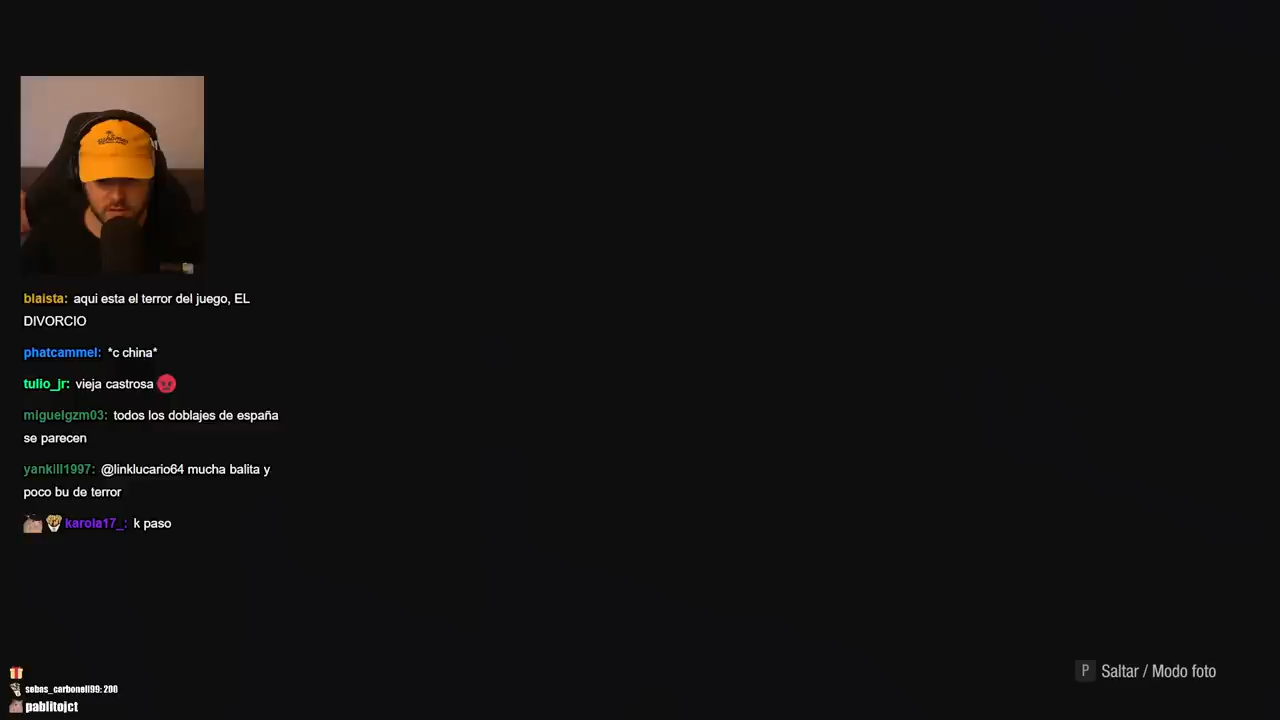 blaista: aqui esta el terror del juego, EL
DIVORCIO
phatcammel: *c china*
tulio_jr: vieja castrosa
miguelgzm03: todos los doblajes de españa
se parecen
yankill1997: @linklucario64 mucha balita y
poco bu de terror
karola17_: k paso
P Saltar / Modo foto
sebas_carbonell99: 200
pablitojct